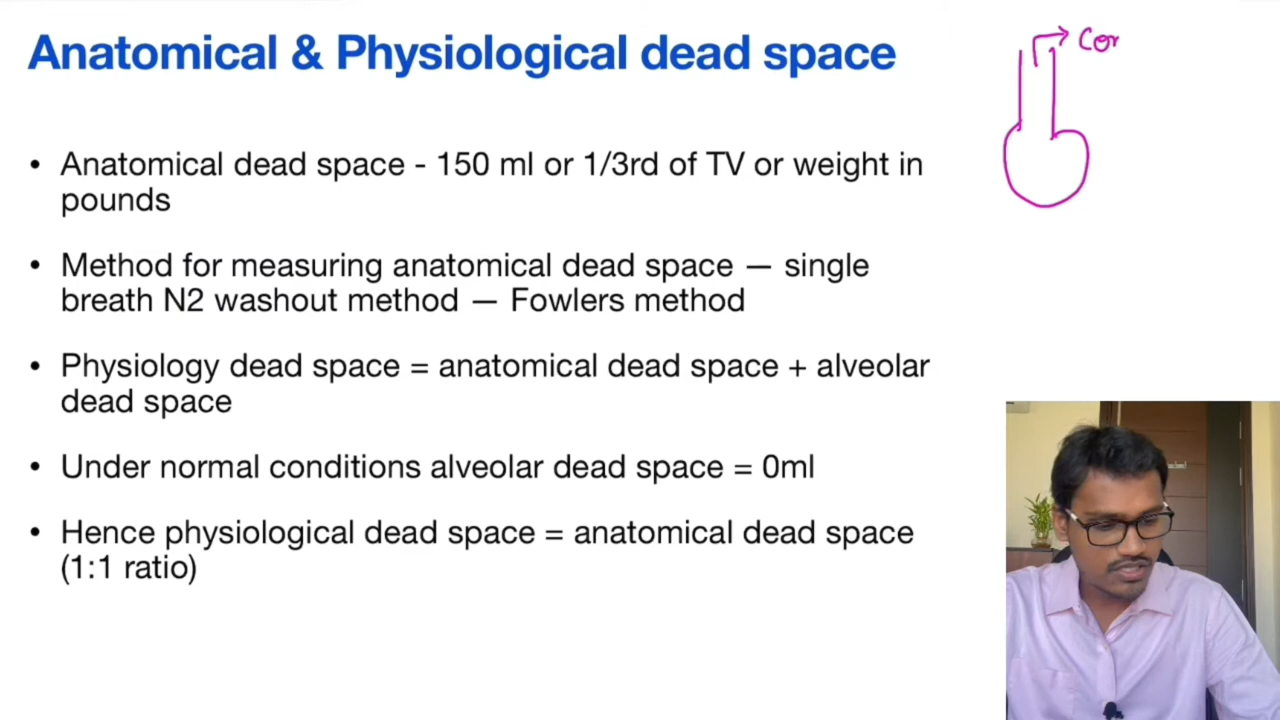 Anatomical & Physiological dead space
• Anatomical dead space - 150 ml or 1/3rd of TV or weight in
pounds
• Method for measuring anatomical dead space — single
breath N2 washout method — Fowlers method
• Physiology dead space = anatomical dead space + alveolar
dead space
• Under normal conditions alveolar dead space = 0ml
• Hence physiological dead space = anatomical dead space
(1:1 ratio)
Con